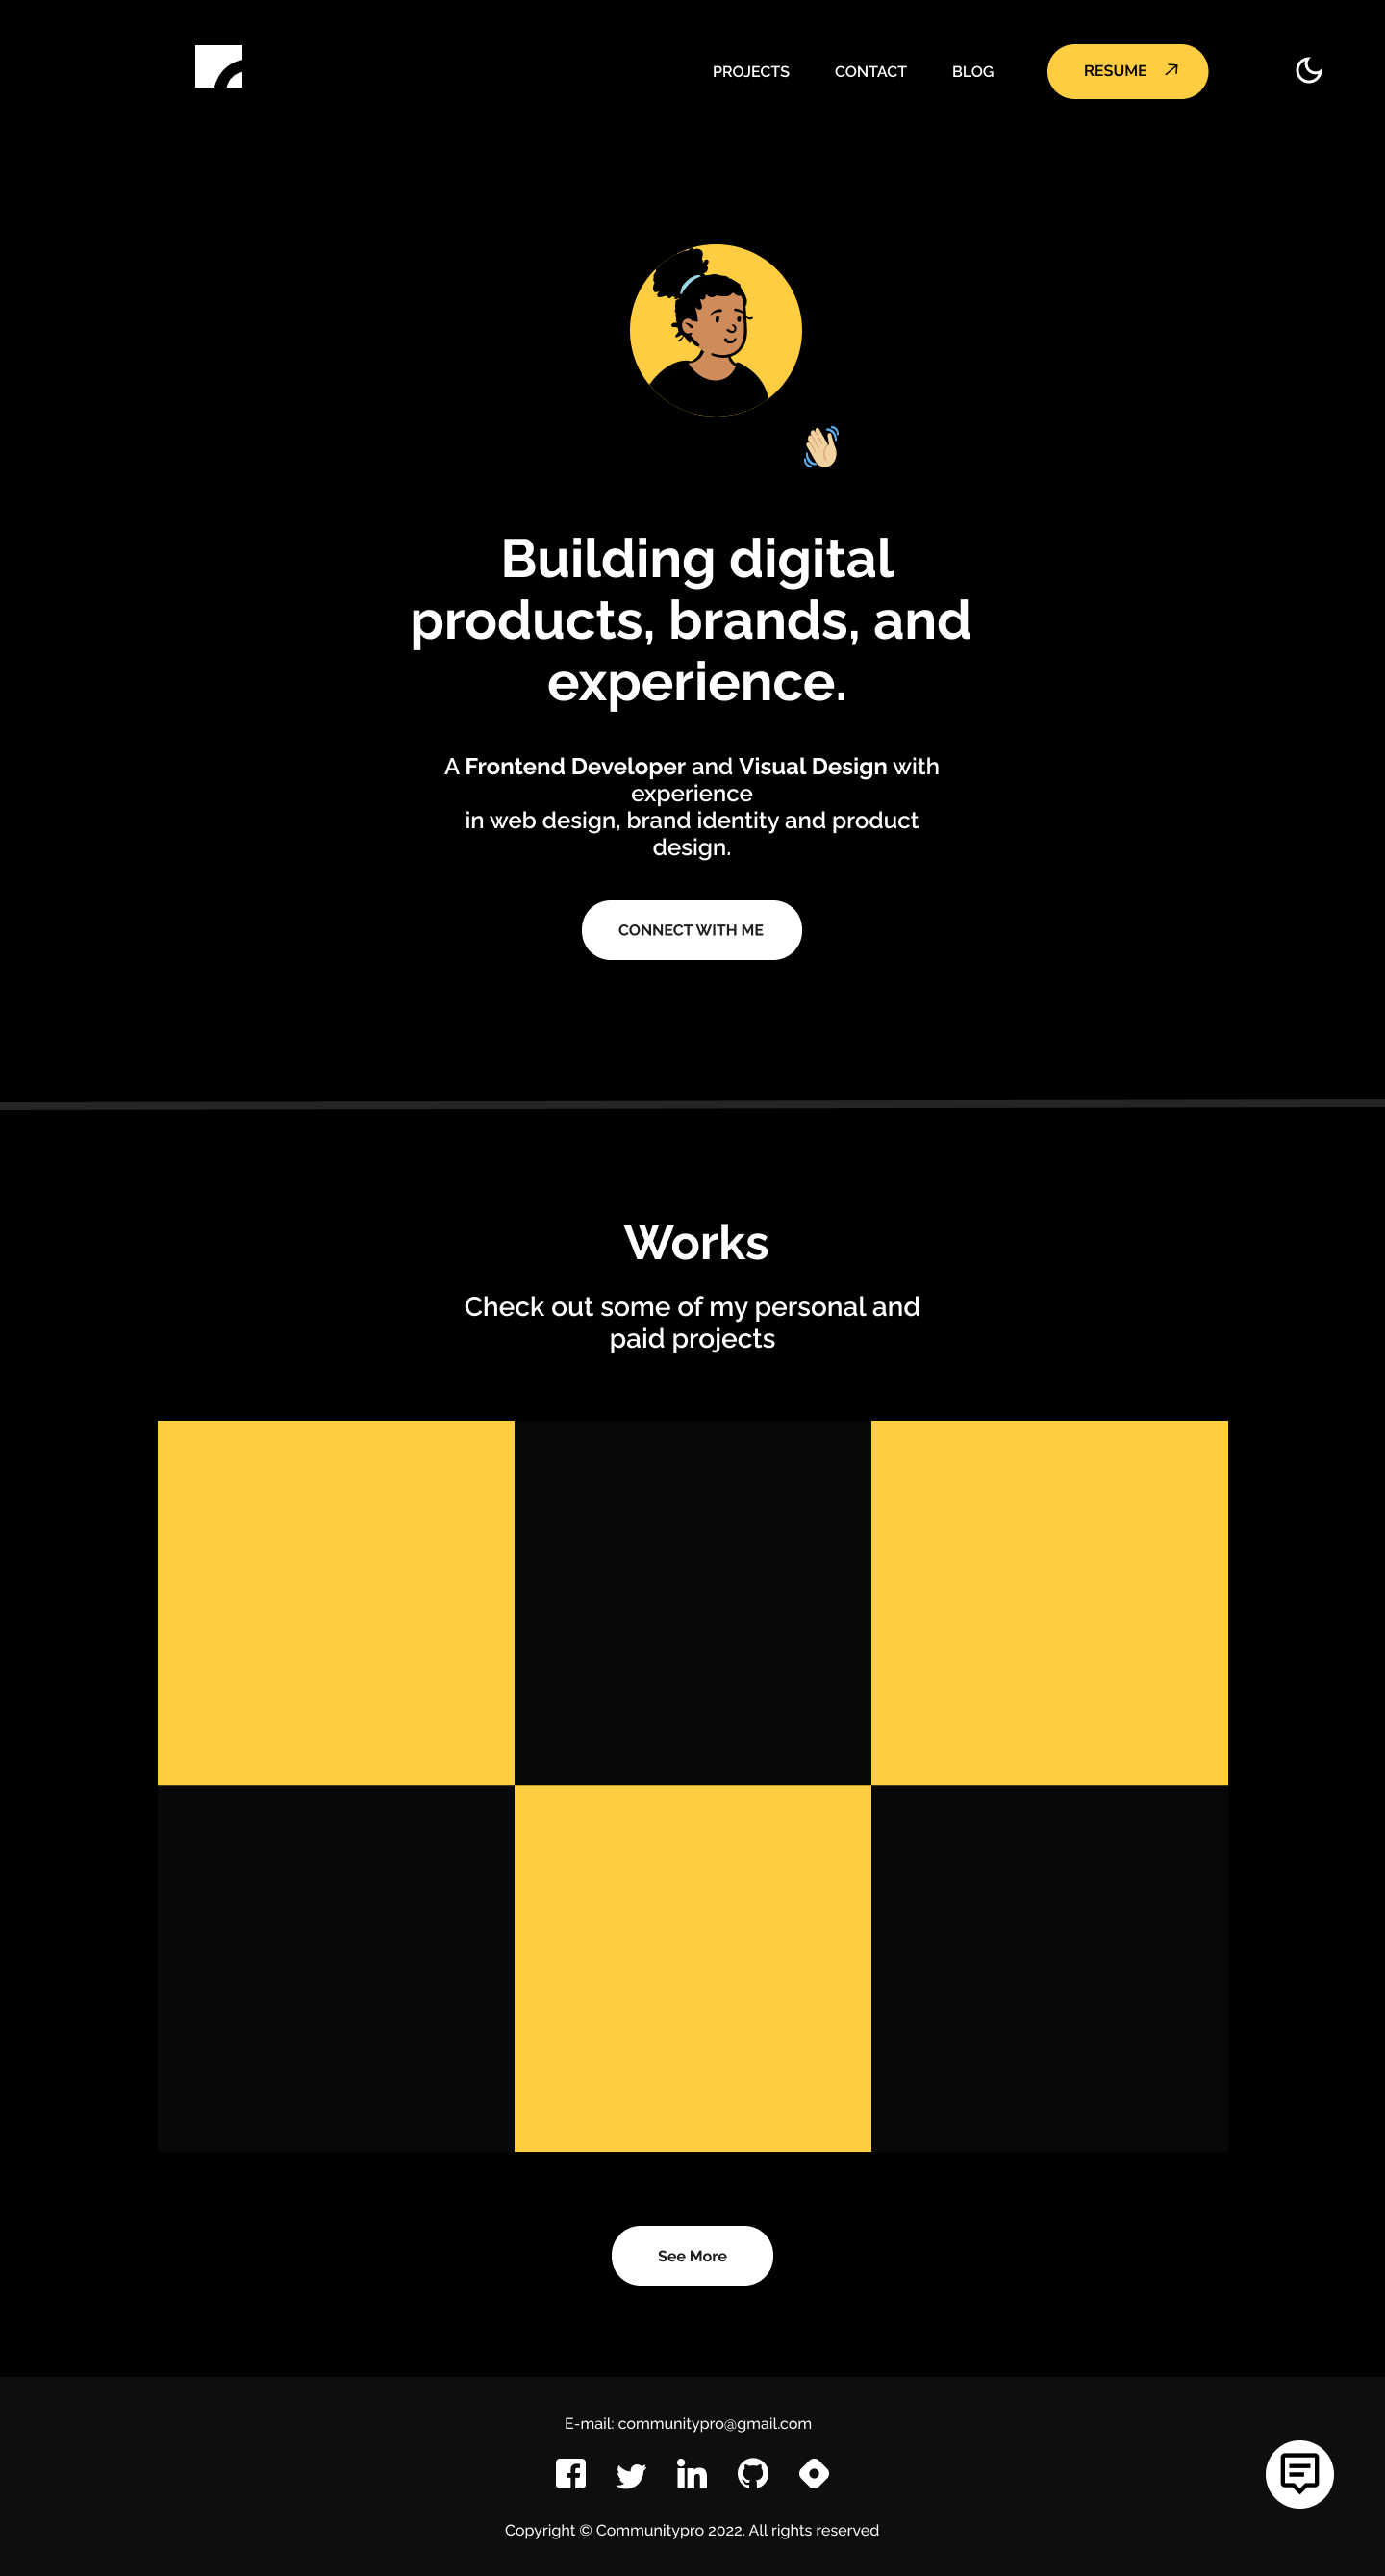 PROJECTS CONTACT BLOG RESUME
Building digital
products, brands, and
experience.
A Frontend Developer and Visual Design with
experience
in web design, brand identity and product
design.
CONNECT WITH ME
Works
Check out some of my personal and
paid projects
See More
E-mail: communitypro@gmail.com
Copyright © Communitypro 2022. All rights reserved